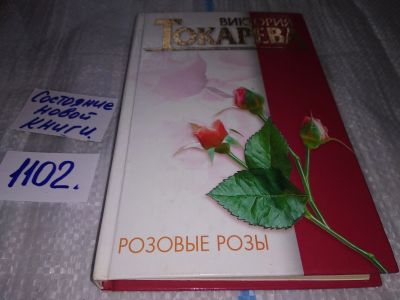 ВИКТОРИЯ
ТОКАРЕВА
Состояние
новой
книги.
1102.
РОЗОВЫЕ РОЗЫ